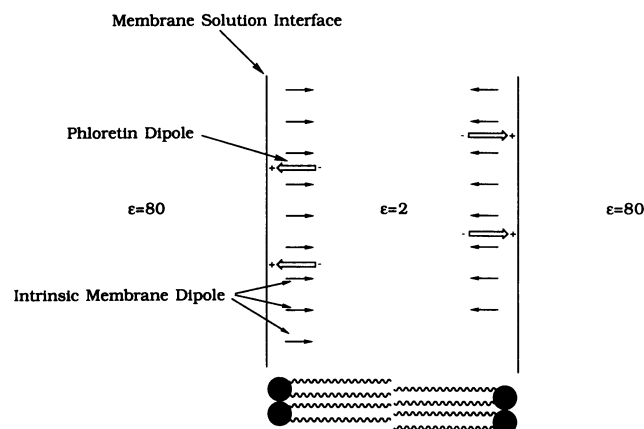 Membrane Solution Interface
Phloretin Dipole
- +
+ -
ε=80
ε=2
ε=80
- +
+ -
Intrinsic Membrane Dipole